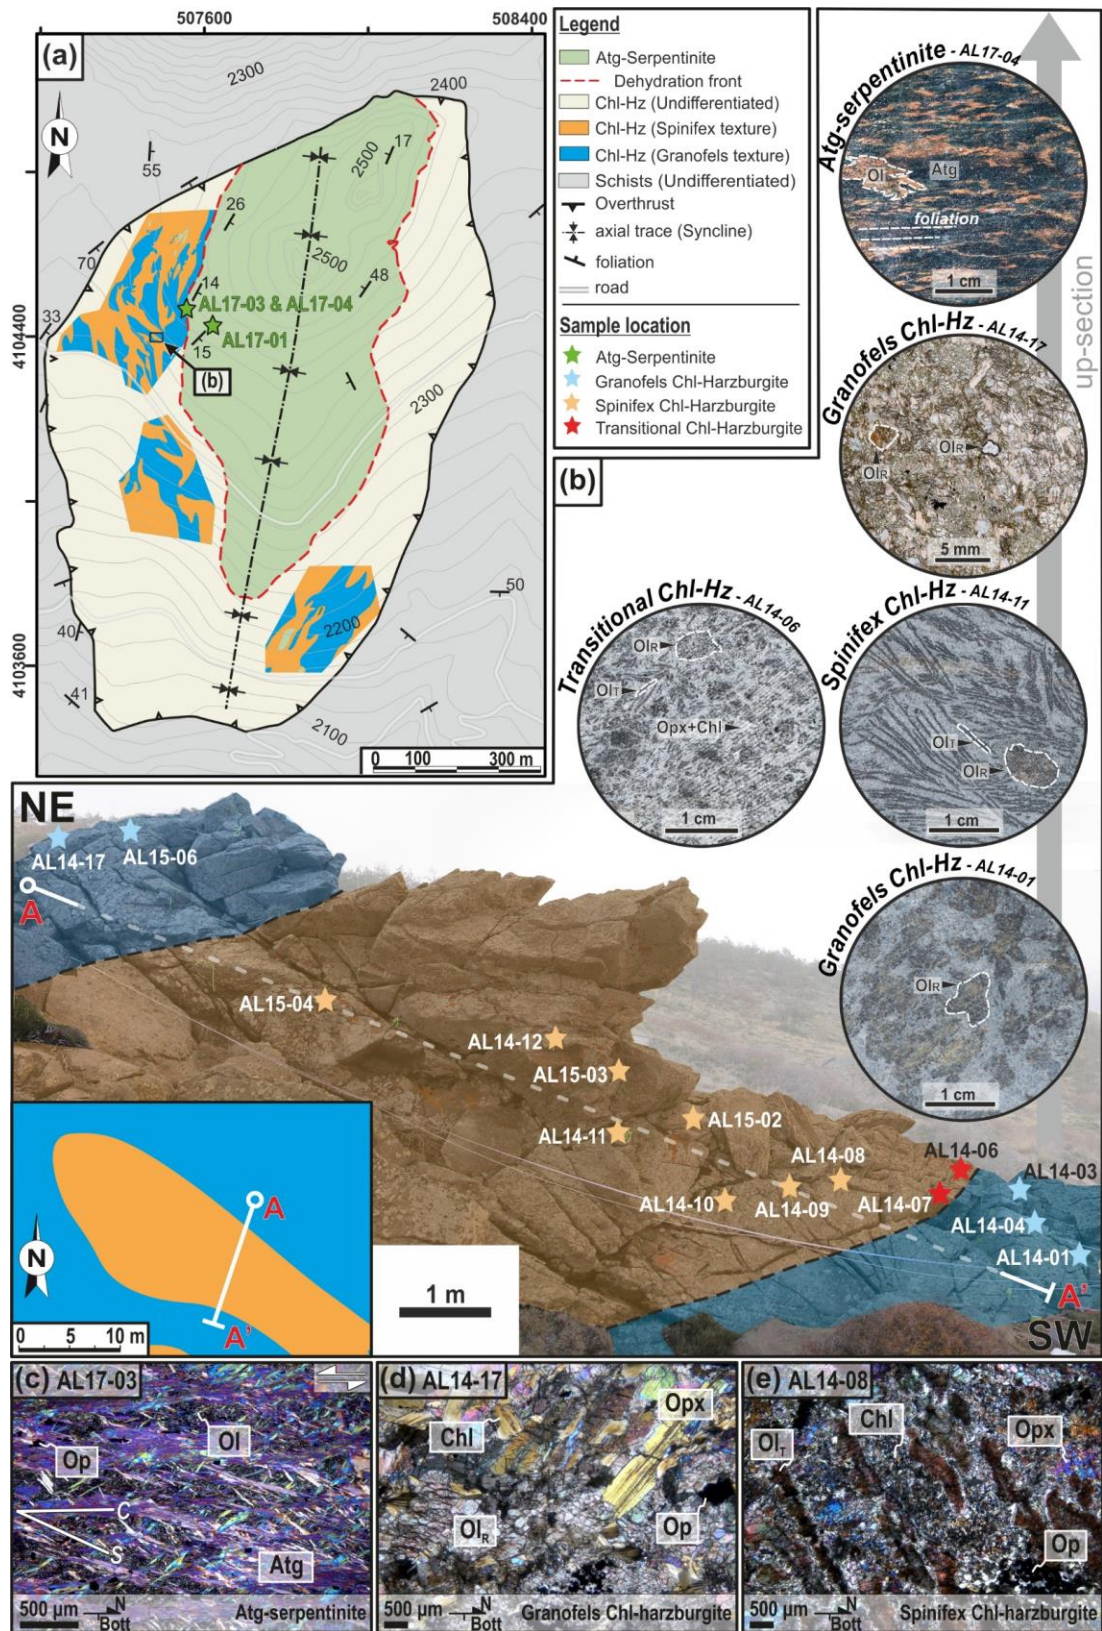 507600
508400
(a)
N
2300
2400
2500
17
55
26
2500
70
14
48
33
AL17-03 & AL17-04
AL17-01
15
(b)
2300
4104400
50
2200
40
4103600
41
2100
0 100 300 m
Legend
Atg-Serpentinite
Dehydration front
Chl-Hz (Undifferentiated)
Chl-Hz (Spinifex texture)
Chl-Hz (Granofels texture)
Schists (Undifferentiated)
Overthrust
axial trace (Syncline)
foliation
road
Sample location
Atg-Serpentinite
Granofels Chl-Harzburgite
Spinifex Chl-Harzburgite
Transitional Chl-Harzburgite
up-section
Atg-serpentinite - AL17-04
Ol
Atg
foliation
1 cm
Granofels Chl-Hz - AL14-17
OlR
OlR
5 mm
(b)
Transitional Chl-Hz - AL14-06
OlR
OlT
Opx+Chl
1 cm
Spinifex Chl-Hz - AL14-11
OlT
OlR
1 cm
Granofels Chl-Hz - AL14-01
OlR
1 cm
NE
AL14-17
AL15-06
A
AL15-04
AL14-12
AL15-03
AL15-02
AL14-11
AL14-08
AL14-06
AL14-03
AL14-10
AL14-09
AL14-07
AL14-04
AL14-01
A'
SW
1 m
N
A
A'
0 5 10 m
(c) AL17-03
Op
Ol
C
S
Atg
500 µm
N
Bott
Atg-serpentinite
(d) AL14-17
Opx
Chl
OlR
Op
500 µm
N
Bott
Granofels Chl-harzburgite
(e) AL14-08
OlT
Chl
Opx
Op
500 µm
N
Bott
Spinifex Chl-harzburgite